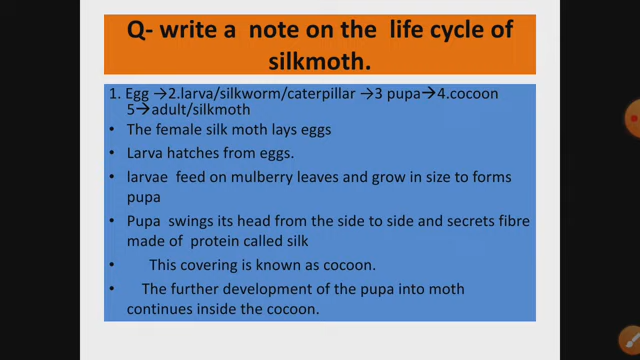 Q- write a note on the life cycle of
silkmoth.
1. Egg →2.larva/silkworm/caterpillar →3 pupa→4.cocoon
5→adult/silkmoth
• The female silk moth lays eggs
• Larva hatches from eggs.
• larvae feed on mulberry leaves and grow in size to forms
pupa
• Pupa swings its head from the side to side and secrets fibre
made of protein called silk
• This covering is known as cocoon.
• The further development of the pupa into moth
continues inside the cocoon.